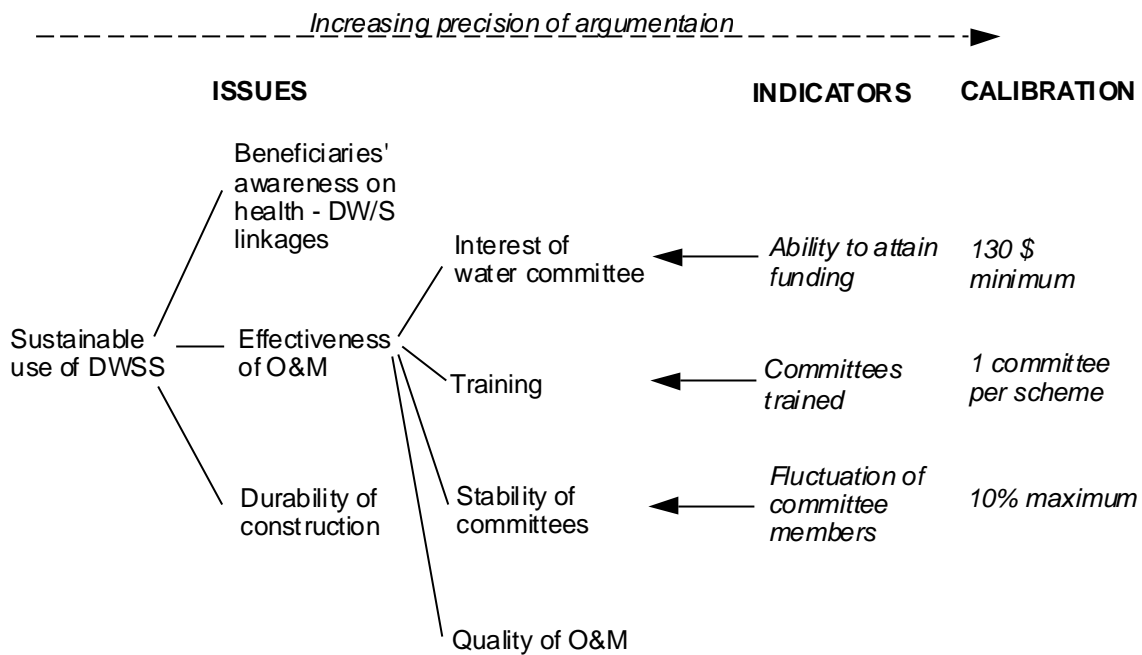 Increasing precision of argumentaion
ISSUES
INDICATORS
CALIBRATION
Beneficiaries'
awareness on
health - DW/S
linkages
Interest of
water committee
Ability to attain
funding
130 $
minimum
Sustainable
use of DWSS
Effectiveness
of O&M
Training
Committees
trained
1 committee
per scheme
Durability of
construction
Stability of
committees
Fluctuation of
committee
members
10% maximum
Quality of O&M